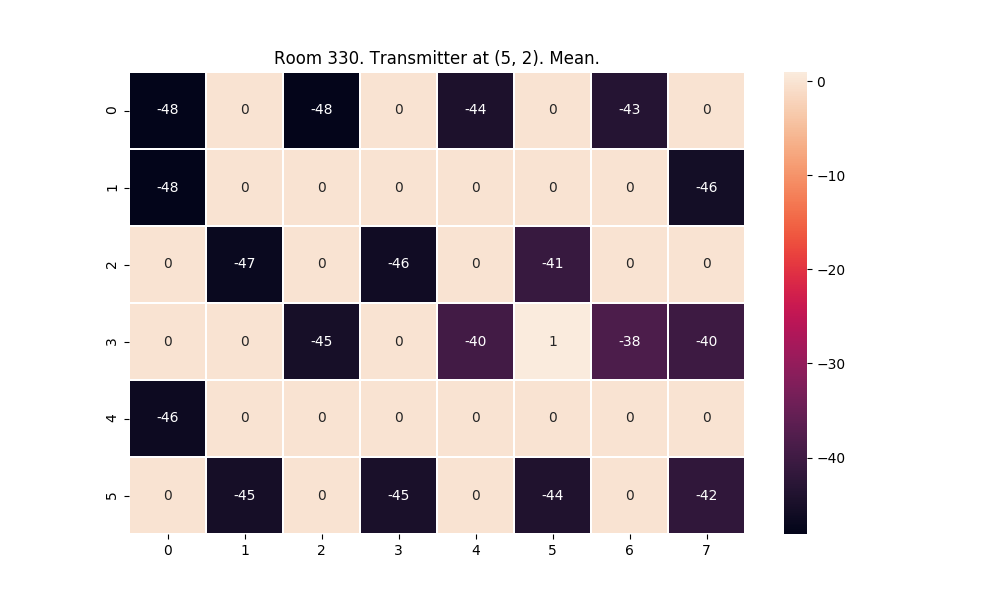 Room 330. Transmitter at (5, 2). Mean.
0 -48 0 -48 0 -44 0 -43 0
1 -48 0 0 0 0 0 0 -46
2 0 -47 0 -46 0 -41 0 0
3 0 0 -45 0 -40 1 -38 -40
4 -46 0 0 0 0 0 0 0
5 0 -45 0 -45 0 -44 0 -42
0 1 2 3 4 5 6 7
0
−10
−20
−30
−40